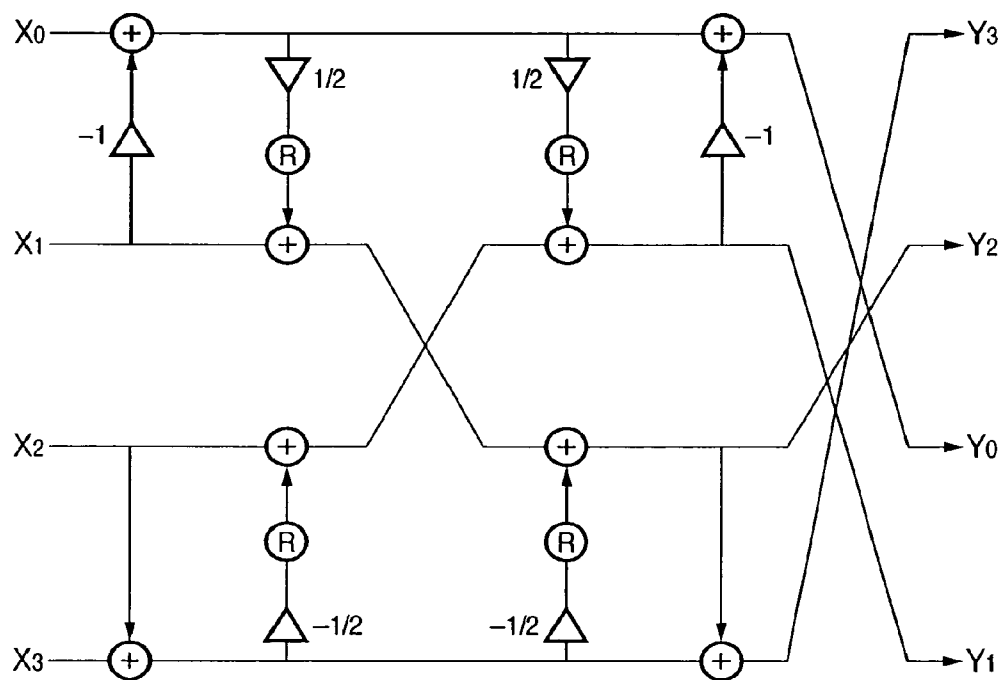 X0 + + Y3
1/2 1/2
−1 R R −1
X1 + + Y2
X2 + + Y0
R R
−1/2 −1/2
X3 + + Y1